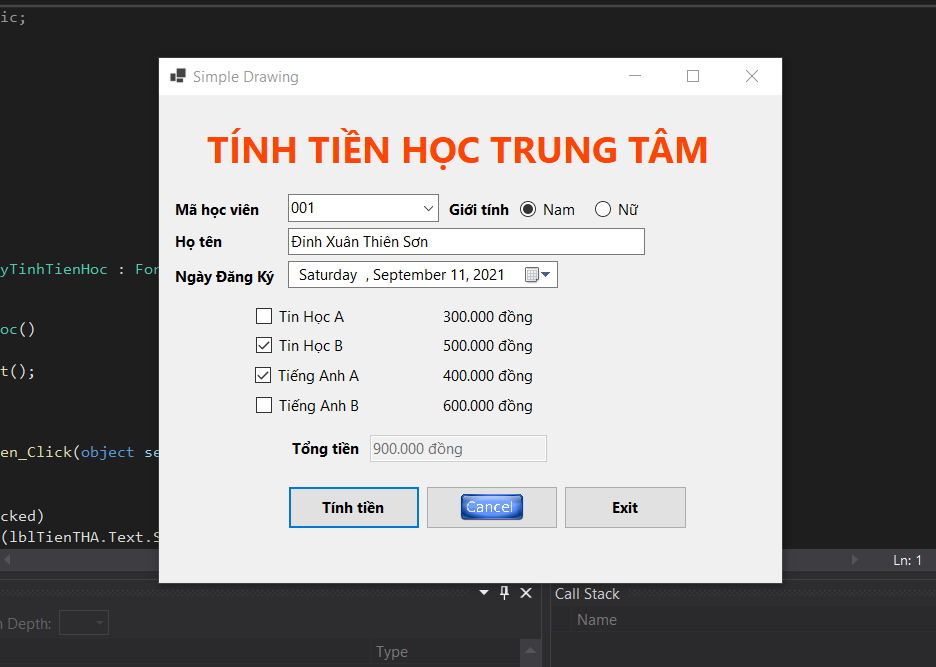 ic;
Simple Drawing
TÍNH TIỀN HỌC TRUNG TÂM
Mã học viên 001 Giới tính Nam Nữ
Họ tên Đinh Xuân Thiên Sơn
yTinhTienHoc : For
Ngày Đăng Ký Saturday , September 11, 2021
Tin Học A 300.000 đồng
oc()
Tin Học B 500.000 đồng
t();
Tiếng Anh A 400.000 đồng
Tiếng Anh B 600.000 đồng
Tổng tiền 900.000 đồng
en_Click(object se
Tính tiền Cancel Exit
cked)
(lblTienTHA.Text.S
Ln: 1
Call Stack
Depth:
Name
Type